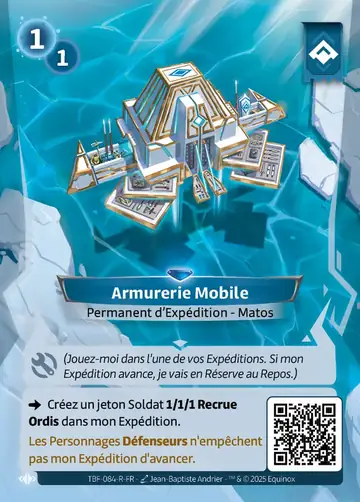 1
1
Armurerie Mobile
Permanent d'Expédition - Matos
(Jouez-moi dans l'une de vos Expéditions. Si mon
Expédition avance, je vais en Réserve au Repos.)
➔ Créez un jeton Soldat 1/1/1 Recrue
Ordis dans mon Expédition.
Les Personnages Défenseurs n'empêchent
pas mon Expédition d'avancer.
TBF-084-R-FR - Jean-Baptiste Andrier - ™ & © 2025 Equinox